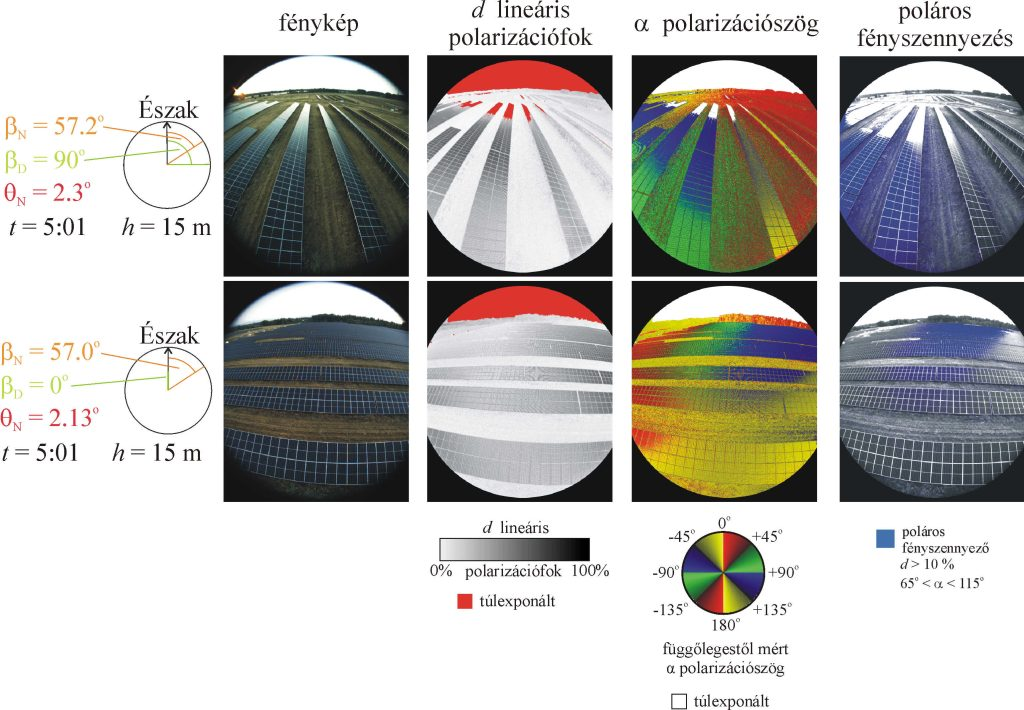 fénykép
d lineáris
polarizációfok
α polarizációszög
poláros
fényszennyezés
Észak
βN = 57.2°
βD = 90°
θN = 2.3°
t = 5:01
h = 15 m
Észak
βN = 57.0°
βD = 0°
θN = 2.13°
t = 5:01
h = 15 m
d lineáris
0% polarizációfok 100%
túlexponált
0°
-45° +45°
-90° +90°
-135° +135°
180°
függőlegestől mért
α polarizációszög
túlexponált
poláros
fényszennyező
d > 10 %
65° < α < 115°